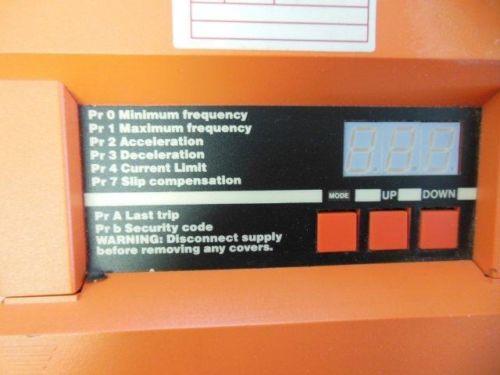 Pr 0 Minimum frequency
Pr 1 Maximum frequency
Pr 2 Acceleration
Pr 3 Deceleration
Pr 4 Current Limit
Pr 7 Slip compensation
MODE UP DOWN
Pr A Last trip
Pr b Security code
WARNING: Disconnect supply
before removing any covers.